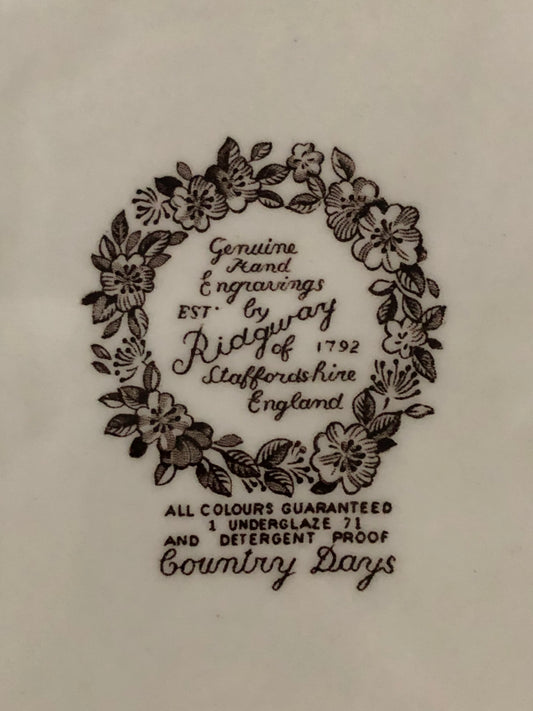 Genuine
Hand
Engravings
EST. by
Ridgway
of 1792
Staffordshire
England
ALL COLOURS GUARANTEED
1 UNDERGLAZE 71
AND DETERGENT PROOF
Country Days